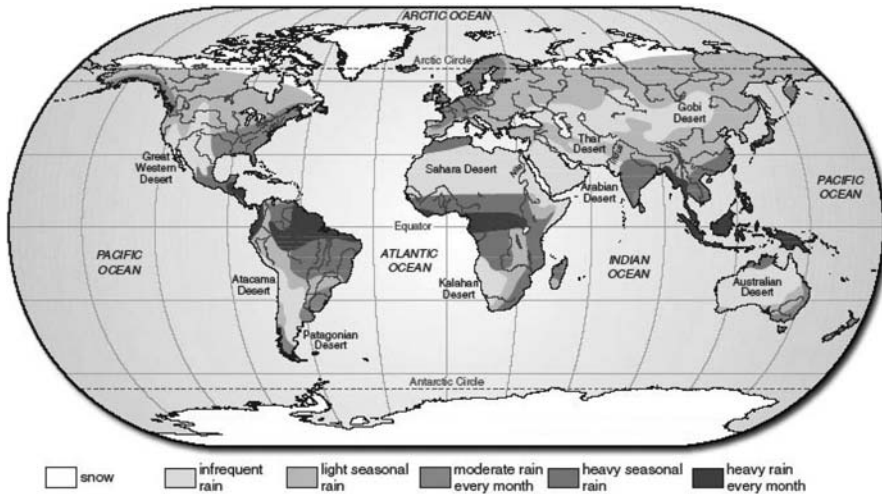 ARCTIC OCEAN
Arctic Circle
Gobi
Desert
Thar
Desert
Great
Western
Desert
Sahara Desert
Nile
Arabian
Desert
PACIFIC
OCEAN
Equator
PACIFIC
OCEAN
ATLANTIC
OCEAN
INDIAN
OCEAN
Atacama
Desert
Kalahari
Desert
Australian
Desert
Patagonian
Desert
Antarctic Circle
snow
infrequent
rain
light seasonal
rain
moderate rain
every month
heavy seasonal
rain
heavy rain
every month